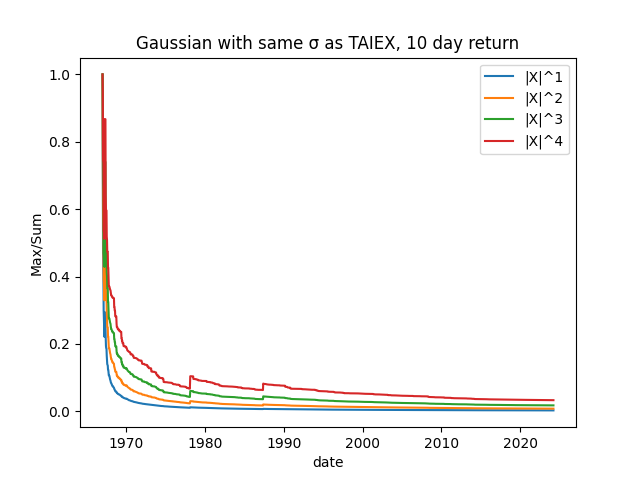 Gaussian with same σ as TAIEX, 10 day return
1.0
0.8
0.6
0.4
0.2
0.0
Max/Sum
|X|^1
|X|^2
|X|^3
|X|^4
1970
1980
1990
2000
2010
2020
date